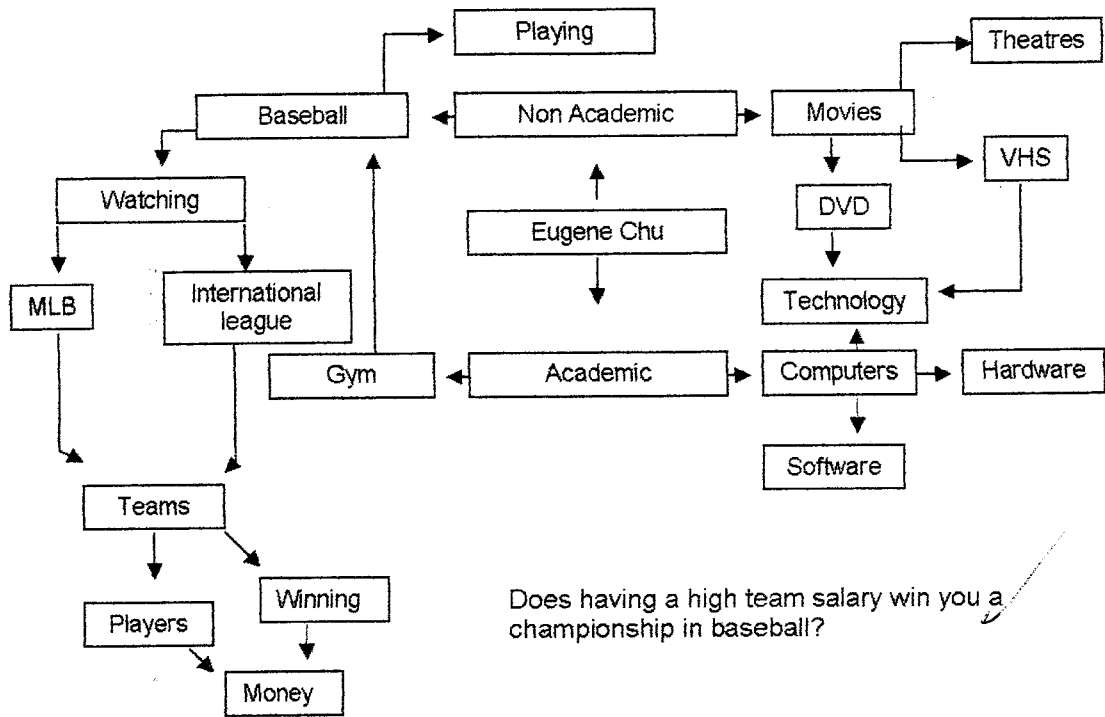 Playing
Theatres
Baseball
Non Academic
Movies
VHS
Watching
DVD
Eugene Chu
MLB
International
league
Technology
Gym
Academic
Computers
Hardware
Software
Teams
Winning
Players
Money
Does having a high team salary win you a
championship in baseball?